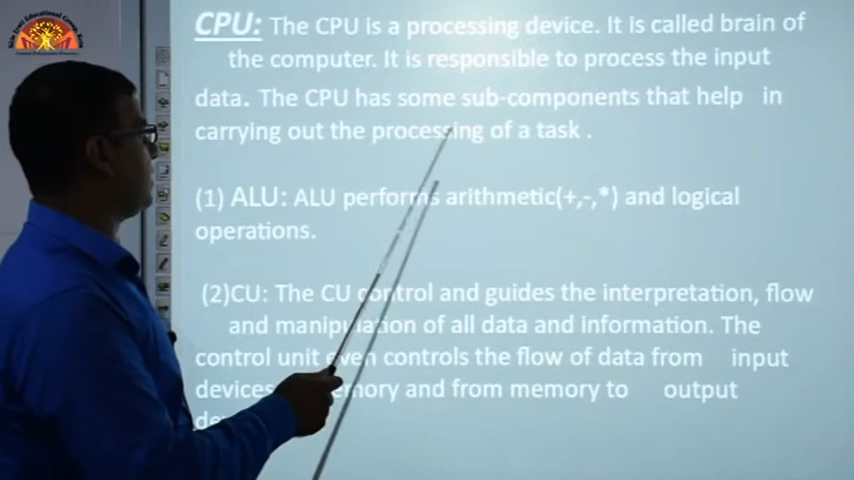 CPU: The CPU is a processing device. It is called brain of
the computer. It is responsible to process the input
data. The CPU has some sub-components that help in
carrying out the processing of a task .
(1) ALU: ALU performs arithmetic(+,-,*) and logical
operations.
(2)CU: The CU control and guides the interpretation, flow
and manipulation of all data and information. The
control unit even controls the flow of data from input
devices memory and from memory to output